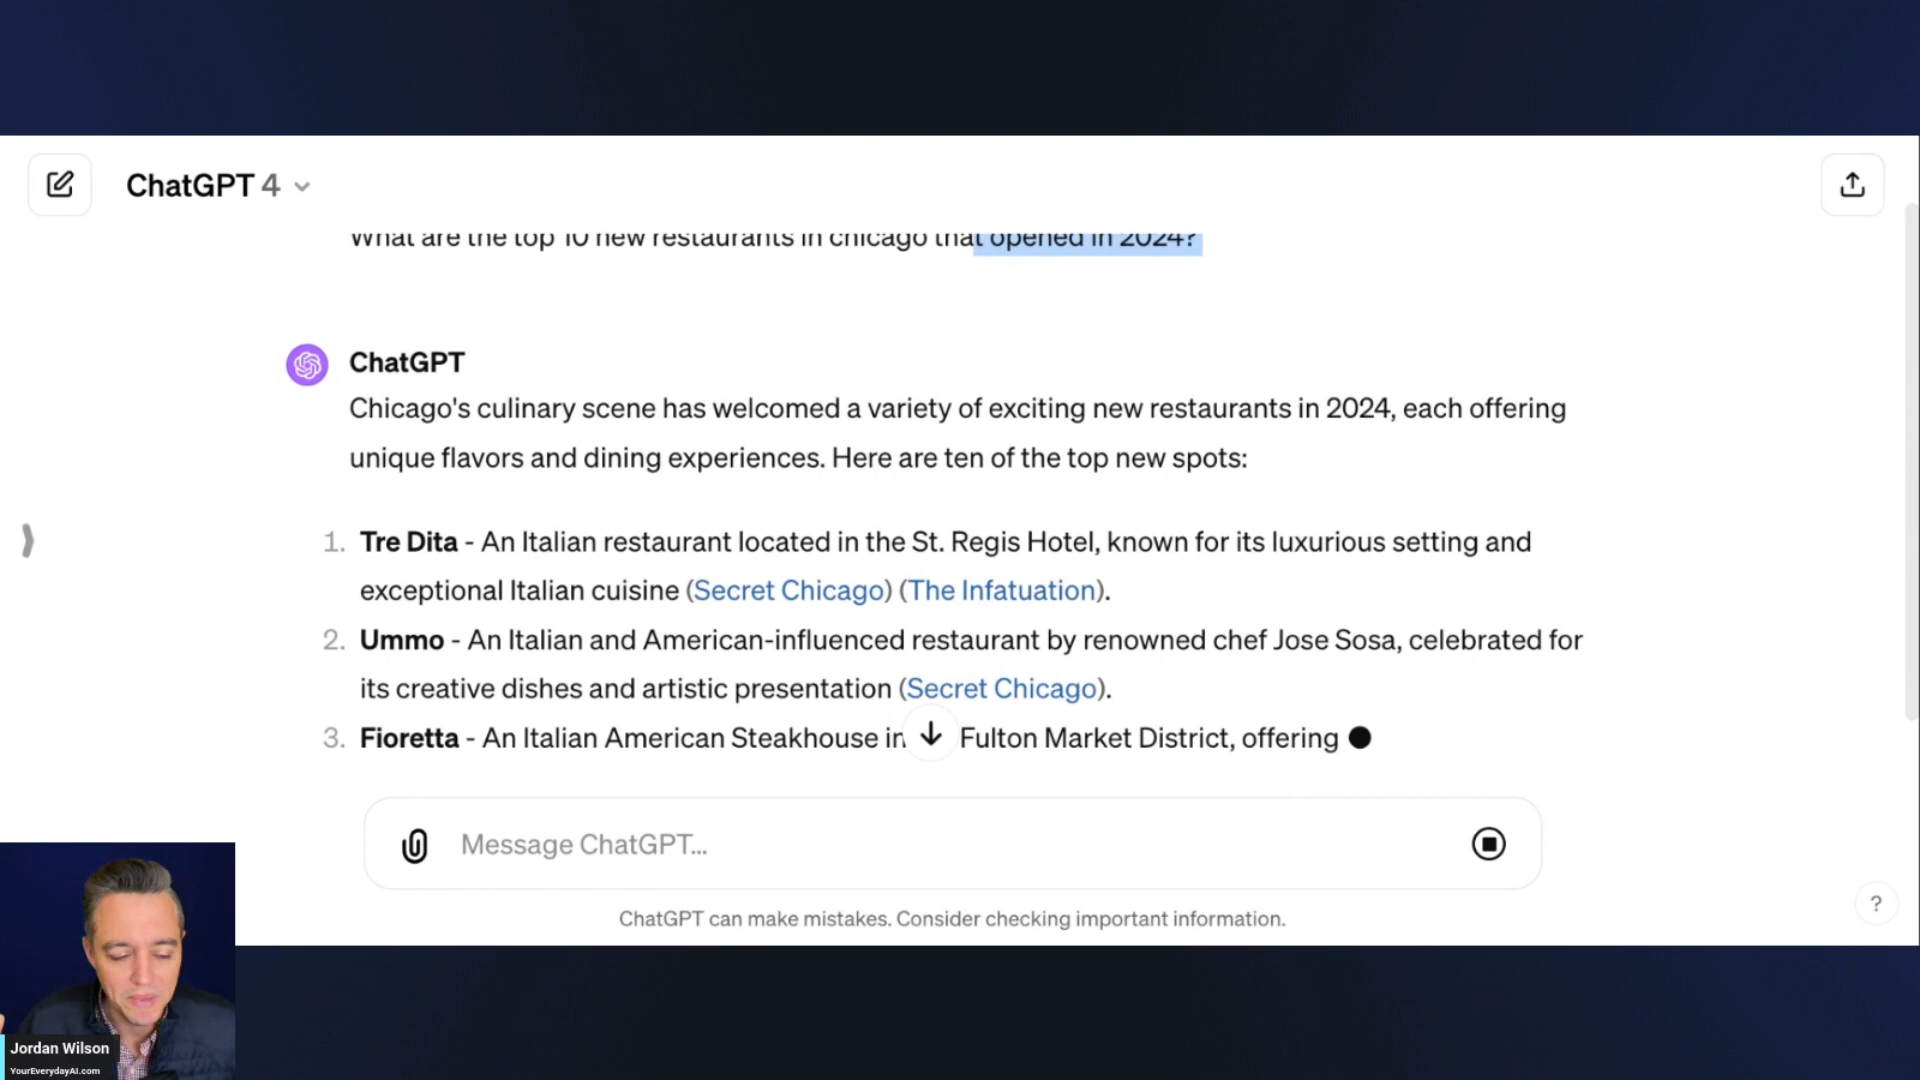 ChatGPT 4
What are the top 10 new restaurants in chicago that opened in 2024?
ChatGPT
Chicago's culinary scene has welcomed a variety of exciting new restaurants in 2024, each offering
unique flavors and dining experiences. Here are ten of the top new spots:
1. Tre Dita - An Italian restaurant located in the St. Regis Hotel, known for its luxurious setting and
exceptional Italian cuisine (Secret Chicago) (The Infatuation).
2. Ummo - An Italian and American-influenced restaurant by renowned chef Jose Sosa, celebrated for
its creative dishes and artistic presentation (Secret Chicago).
3. Fioretta - An Italian American Steakhouse in Fulton Market District, offering
Message ChatGPT...
ChatGPT can make mistakes. Consider checking important information.
?
Jordan Wilson
YourEverydayAI.com